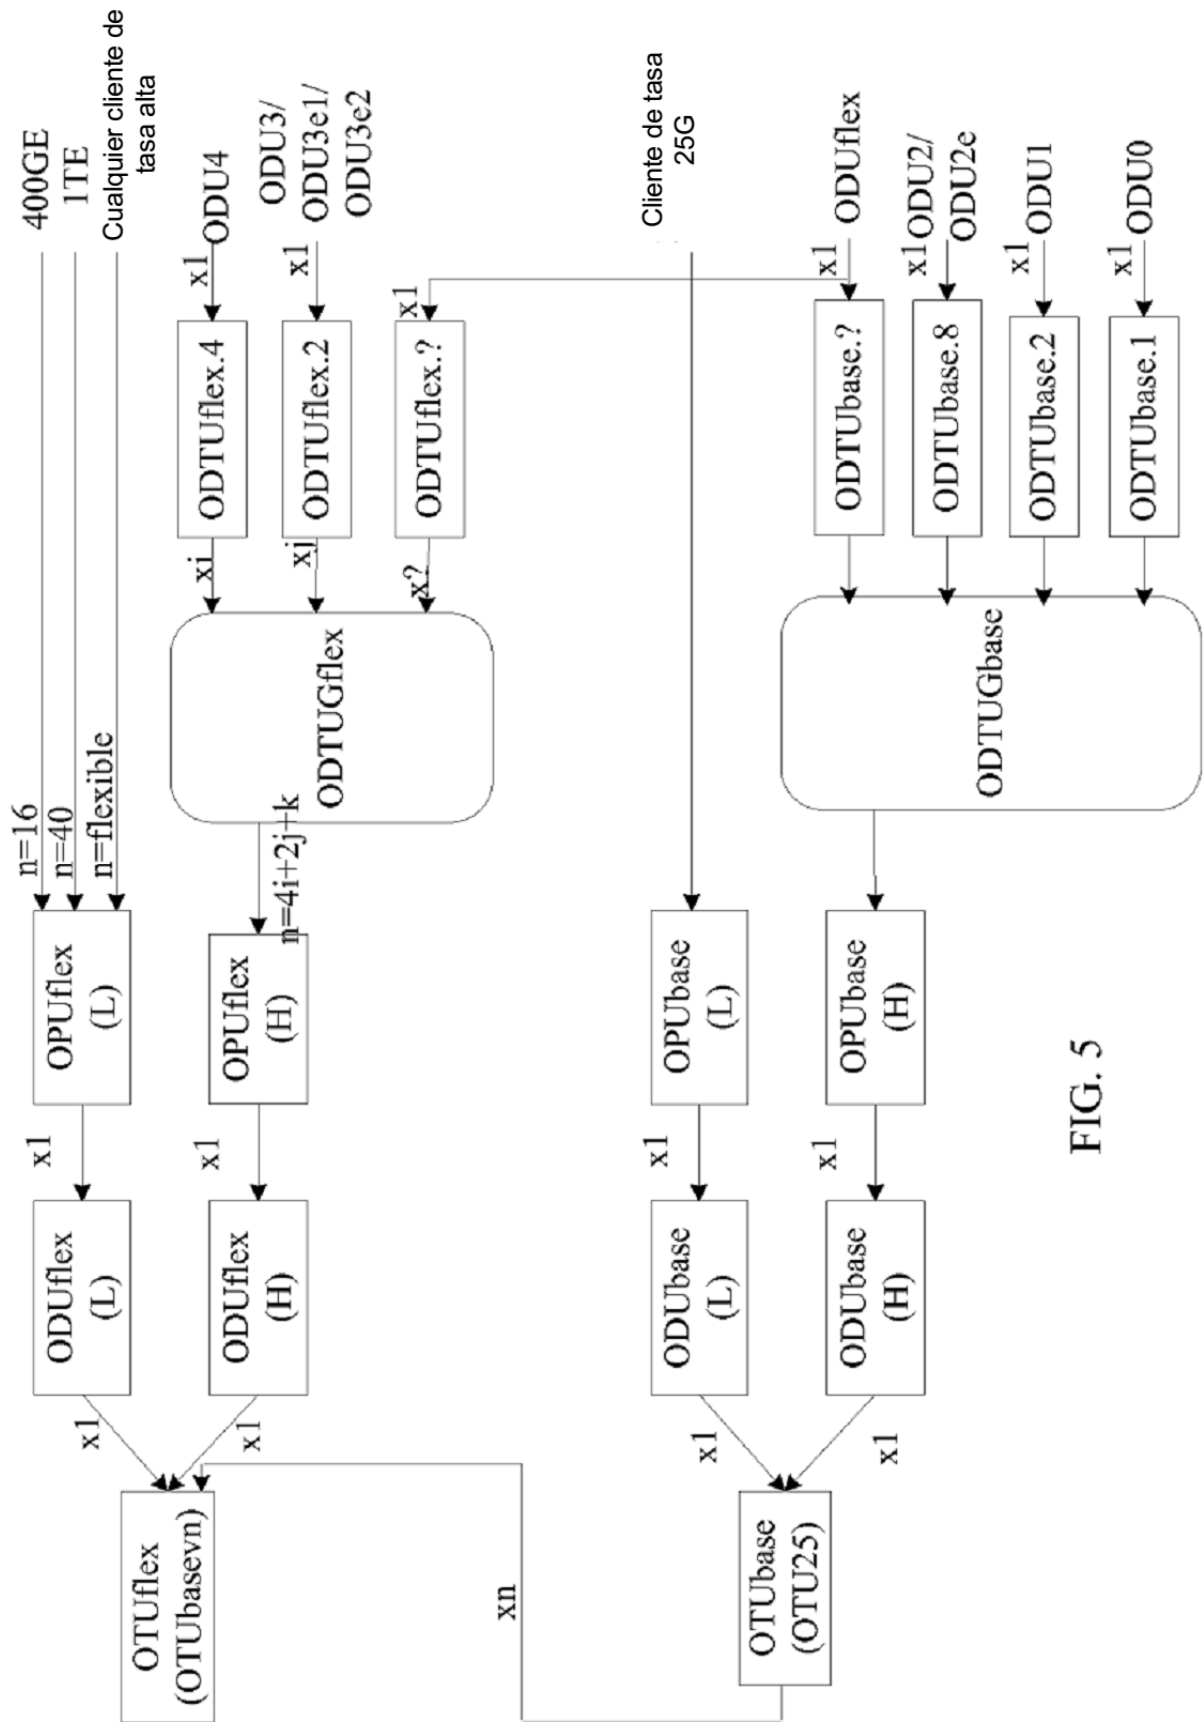 400GE
1TE
Cualquier cliente de
tasa alta
n=16
n=40
n=flexible
OPUflex
(L)
x1
ODUflex
(L)
x1
ODU4
x1
ODTUflex.4
xi
ODU3/
ODU3e1/
ODU3e2
x1
ODTUflex.2
xj
x1
ODTUflex.?
x?
ODTUGflex
n=4i+2j+k
OPUflex
(H)
x1
ODUflex
(H)
x1
OTUflex
(OTUbasevn)
xn
Cliente de tasa
25G
OPUbase
(L)
x1
ODUbase
(L)
x1
ODUflex
x1
ODTUbase.?
ODU2/
ODU2e
x1
ODTUbase.8
ODU1
x1
ODTUbase.2
ODU0
x1
ODTUbase.1
ODTUGbase
OPUbase
(H)
x1
ODUbase
(H)
x1
OTUbase
(OTU25)
FIG. 5